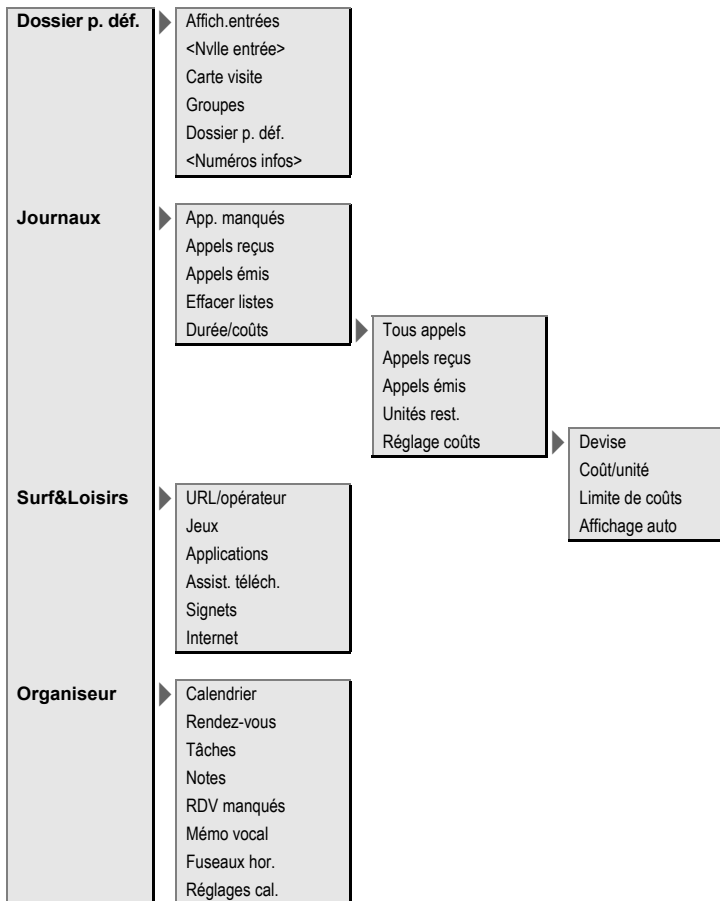 Dossier p. déf.
Affich.entrées
<Nvlle entrée>
Carte visite
Groupes
Dossier p. déf.
<Numéros infos>
Journaux
App. manqués
Appels reçus
Appels émis
Effacer listes
Durée/coûts
Tous appels
Appels reçus
Appels émis
Unités rest.
Réglage coûts
Devise
Coût/unité
Limite de coûts
Affichage auto
Surf&Loisirs
URL/opérateur
Jeux
Applications
Assist. téléch.
Signets
Internet
Organiseur
Calendrier
Rendez-vous
Tâches
Notes
RDV manqués
Mémo vocal
Fuseaux hor.
Réglages cal.